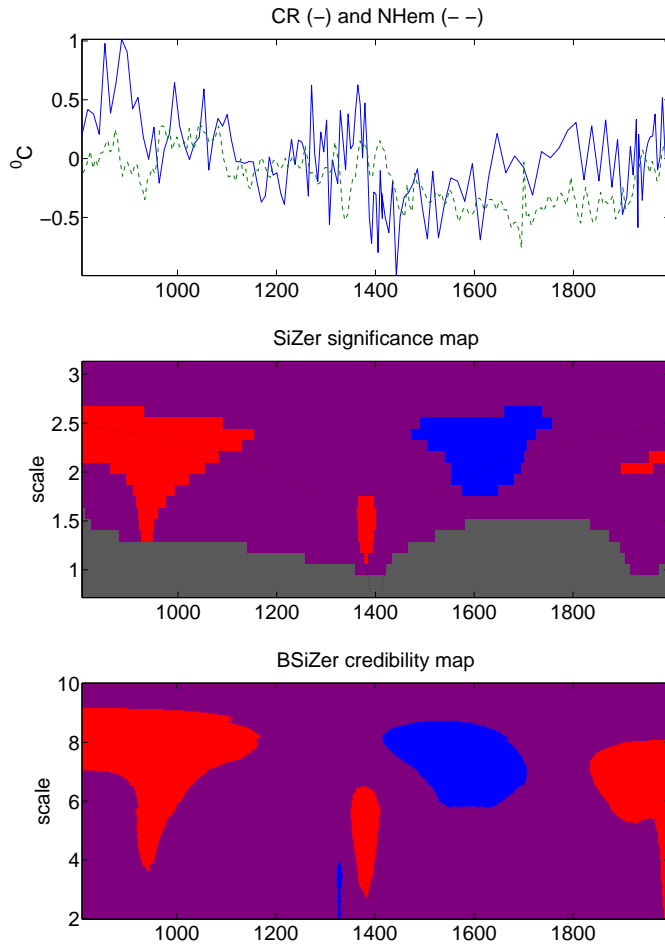 CR (−) and NHem (− −)
1
0.5
0
−0.5
⁰C
1000 1200 1400 1600 1800
SiZer significance map
3
2.5
2
1.5
1
scale
1000 1200 1400 1600 1800
BSiZer credibility map
10
8
6
4
2
scale
1000 1200 1400 1600 1800